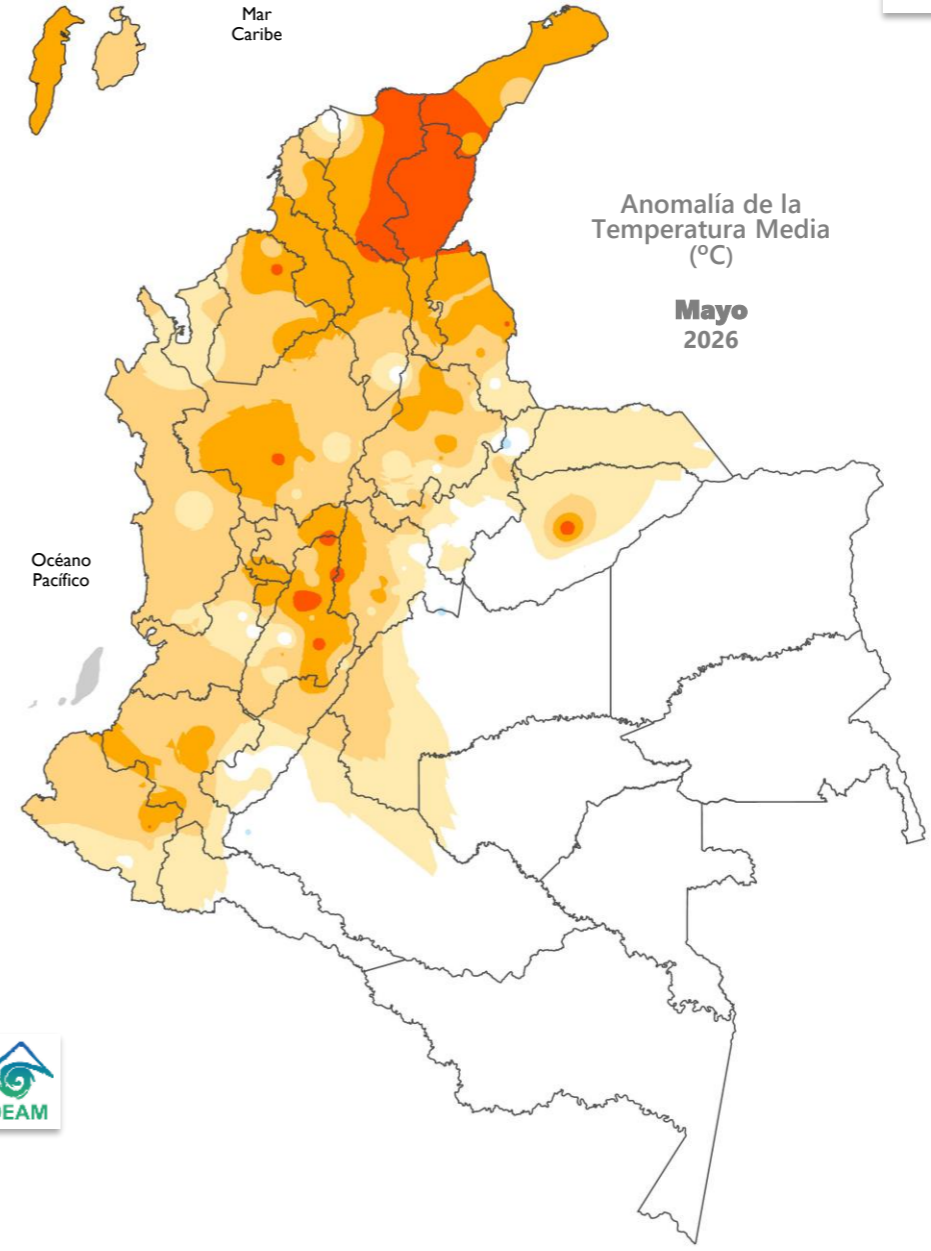 Mar
Caribe
Anomalía de la
Temperatura Media
(ºC)
Mayo
2026
Océano
Pacífico
DEAM